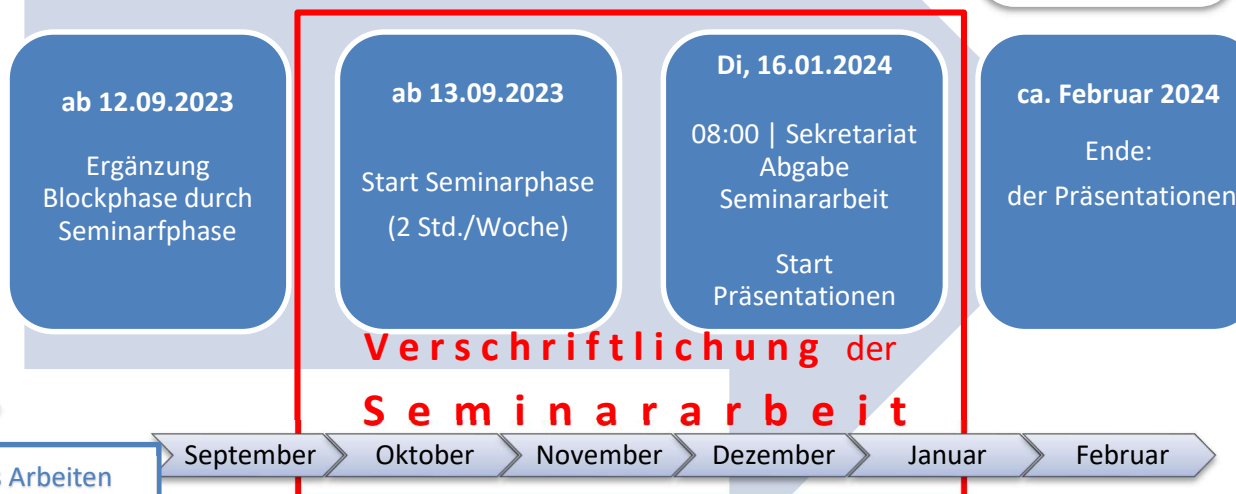 ab 12.09.2023
Ergänzung
Blockphase durch
Seminarfphase
ab 13.09.2023
Start Seminarphase
(2 Std./Woche)
Di, 16.01.2024
08:00 | Sekretariat
Abgabe
Seminararbeit
Start
Präsentationen
ca. Februar 2024
Ende:
der Präsentationen
Verschriftlichung der
Seminararbeit
September
Oktober
November
Dezember
Januar
Februar
s Arbeiten